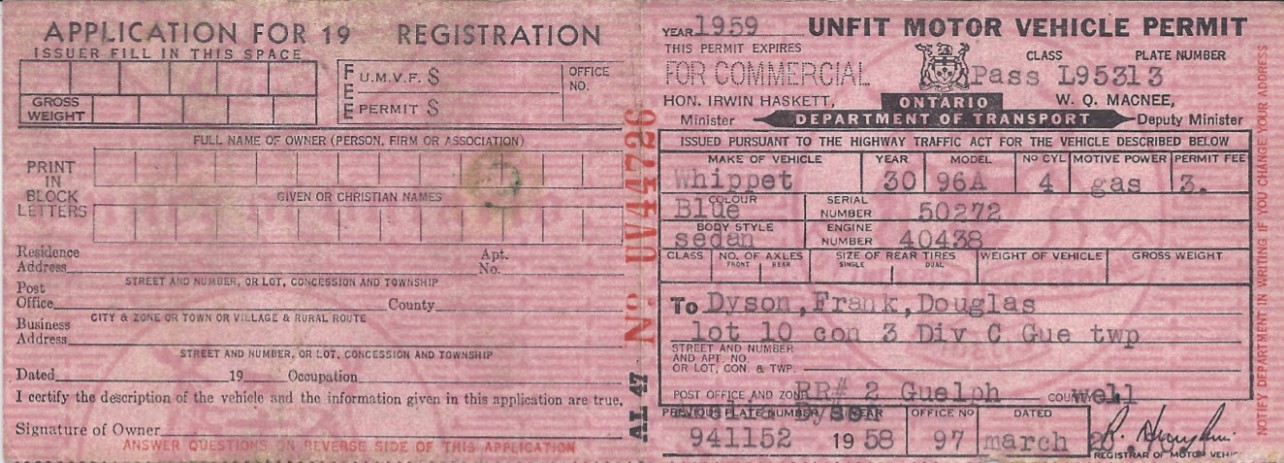 APPLICATION FOR 19 REGISTRATION
ISSUER FILL IN THIS SPACE
GROSS WEIGHT
FEE
U.M.V.F. $
PERMIT $
OFFICE NO.
FULL NAME OF OWNER (PERSON, FIRM OR ASSOCIATION)
PRINT IN BLOCK LETTERS
GIVEN OR CHRISTIAN NAMES
Residence Address
Apt. No.
STREET AND NUMBER, OR LOT, CONCESSION AND TOWNSHIP
Post Office
County
CITY & ZONE OR TOWN OR VILLAGE & RURAL ROUTE
Business Address
STREET AND NUMBER, OR LOT, CONCESSION AND TOWNSHIP
Dated 19 Occupation
I certify the description of the vehicle and the information given in this application are true.
Signature of Owner
ANSWER QUESTIONS ON REVERSE SIDE OF THIS APPLICATION
No. UV44726
AL 47
YEAR 1959 UNFIT MOTOR VEHICLE PERMIT
THIS PERMIT EXPIRES
FOR COMMERCIAL
CLASS PLATE NUMBER
Pass L95313
HON. IRWIN HASKETT,
Minister
ONTARIO
DEPARTMENT OF TRANSPORT
W. Q. MACNEE,
Deputy Minister
ISSUED PURSUANT TO THE HIGHWAY TRAFFIC ACT FOR THE VEHICLE DESCRIBED BELOW
MAKE OF VEHICLE YEAR MODEL No CYL MOTIVE POWER PERMIT FEE
Whippet 30 96A 4 gas 3.
COLOUR
Blue
SERIAL NUMBER 50272
BODY STYLE
sedan
ENGINE NUMBER 40438
CLASS NO. OF AXLES FRONT REAR SIZE OF REAR TIRES SINGLE DUAL WEIGHT OF VEHICLE GROSS WEIGHT
To Dyson, Frank, Douglas
lot 10 con 3 Div C Gue twp
STREET AND NUMBER AND APT. NO. OR LOT, CON. & TWP.
POST OFFICE AND ZONE RR# 2 Guelph COUNTY well
Dyson
PREVIOUS PLATE NUMBER YEAR OFFICE No DATED
941152 1958 97 march
REGISTRAR OF MOTOR VEHI
NOTIFY DEPARTMENT IN WRITING IF YOU CHANGE YOUR ADDRESS